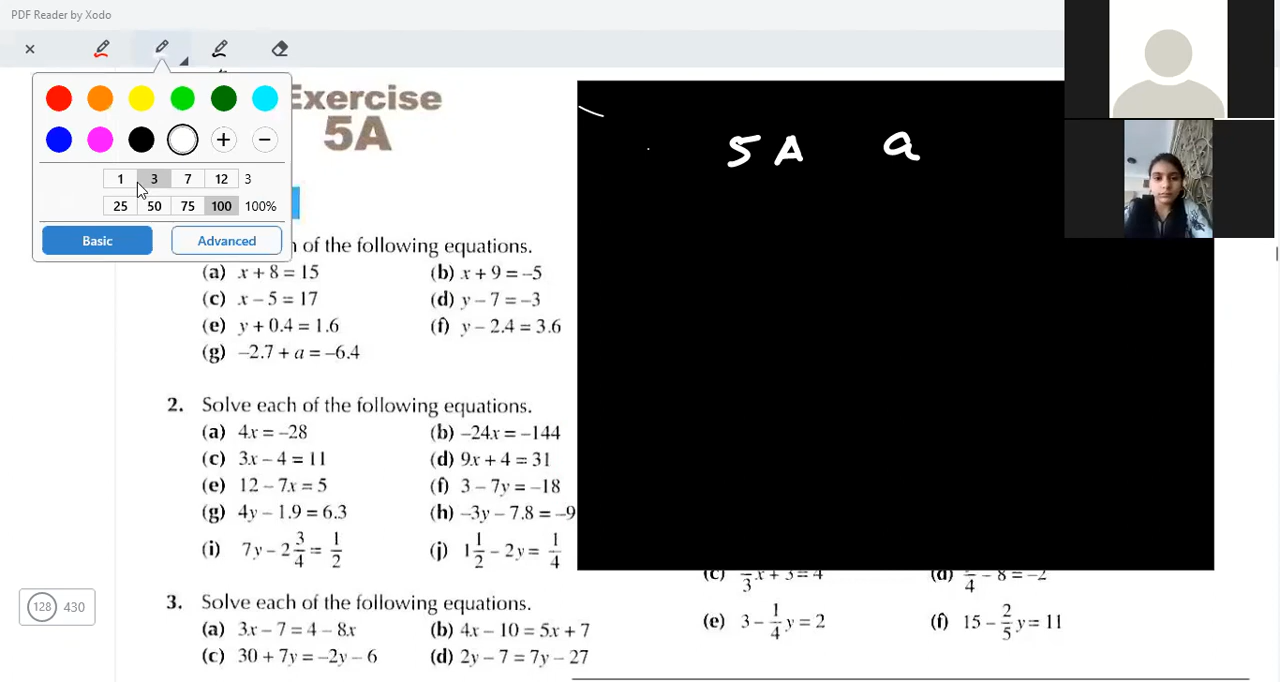 PDF Reader by Xodo
1 3 7 12 3
25 50 75 100 100%
Basic Advanced
Exercise
5A
of the following equations.
(a) x + 8 = 15 (b) x + 9 = –5
(c) x – 5 = 17 (d) y – 7 = –3
(e) y + 0.4 = 1.6 (f) y – 2.4 = 3.6
(g) –2.7 + a = –6.4
2. Solve each of the following equations.
(a) 4x = –28 (b) –24x = –144
(c) 3x – 4 = 11 (d) 9x + 4 = 31
(e) 12 – 7x = 5 (f) 3 – 7y = –18
(g) 4y – 1.9 = 6.3 (h) –3y – 7.8 = –9
(i) 7y – 2 3/4 = 1/2 (j) 1 1/2 – 2y = 1/4
3. Solve each of the following equations.
(a) 3x – 7 = 4 – 8x (b) 4x – 10 = 5x + 7
(c) 30 + 7y = –2y – 6 (d) 2y – 7 = 7y – 27
5A a
(e) 3 – 1/4 y = 2 (f) 15 – 2/5 y = 11
128 430